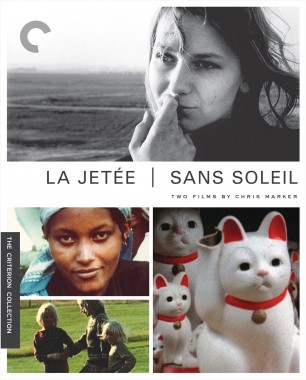 LA JETÉE | SANS SOLEIL
TWO FILMS BY CHRIS MARKER
THE CRITERION COLLECTION